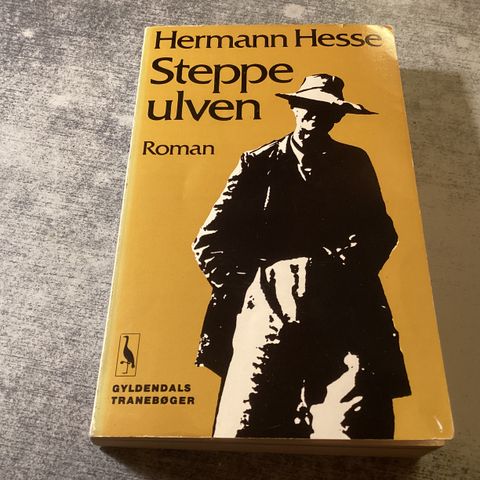 Hermann Hesse
Steppe
ulven
Roman
GYLDENDALS
TRANEBØGER